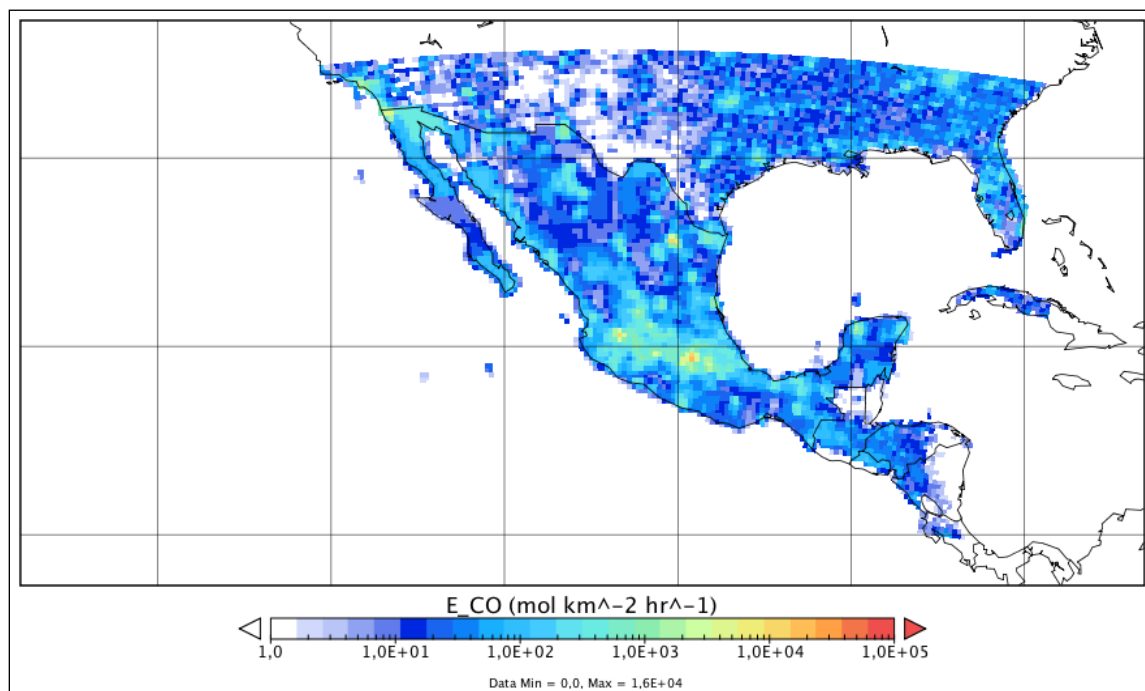 E_CO (mol km^-2 hr^-1)
1,0 1,0E+01 1,0E+02 1,0E+03 1,0E+04 1,0E+05
Data Min = 0,0, Max = 1,6E+04